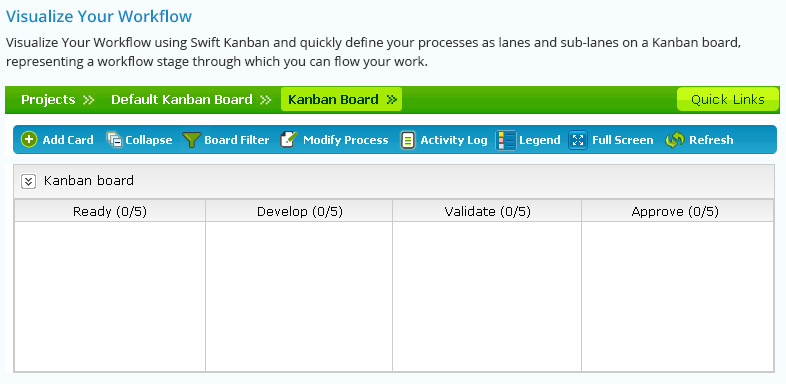 Visualize Your Workflow
Visualize Your Workflow using Swift Kanban and quickly define your processes as lanes and sub-lanes on a Kanban board,
representing a workflow stage through which you can flow your work.
Projects Default Kanban Board Kanban Board Quick Links
Add Card Collapse Board Filter Modify Process Activity Log Legend Full Screen Refresh
Kanban board
Ready (0/5) Develop (0/5) Validate (0/5) Approve (0/5)